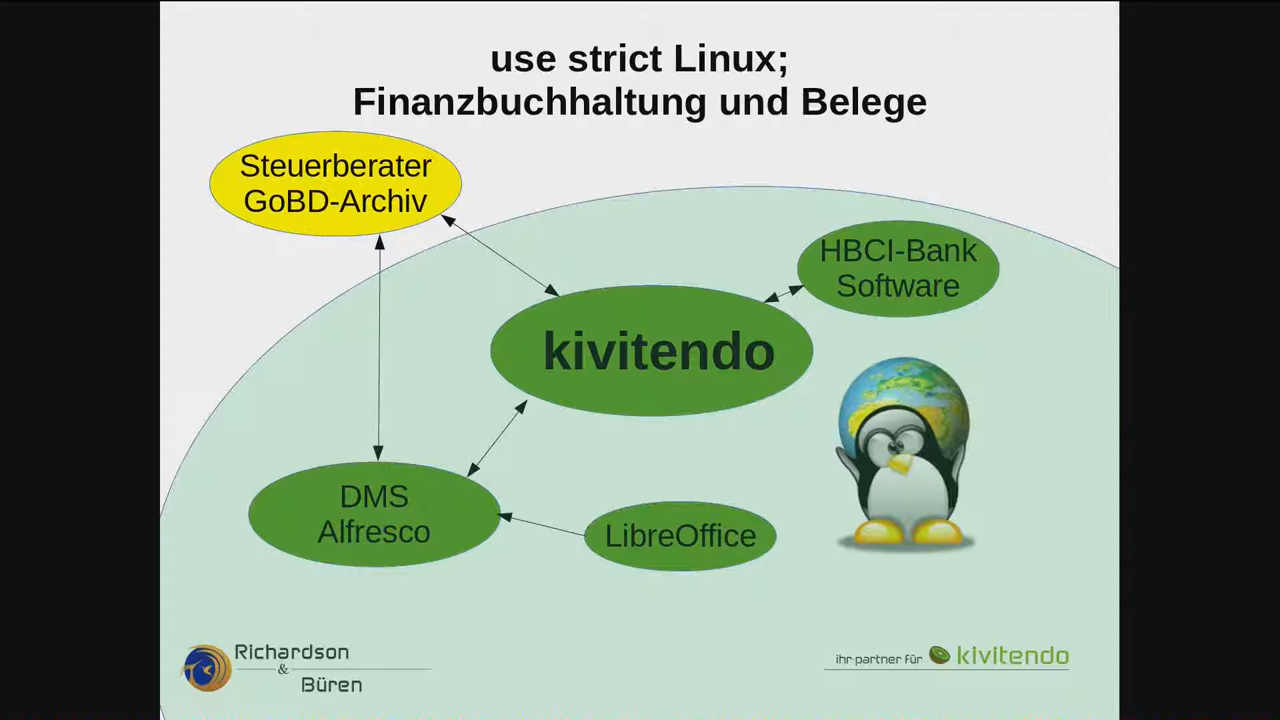 use strict Linux;
Finanzbuchhaltung und Belege
Steuerberater
GoBD-Archiv
HBCI-Bank
Software
kivitendo
DMS
Alfresco
LibreOffice
Richardson
&
Büren
ihr partner für kivitendo